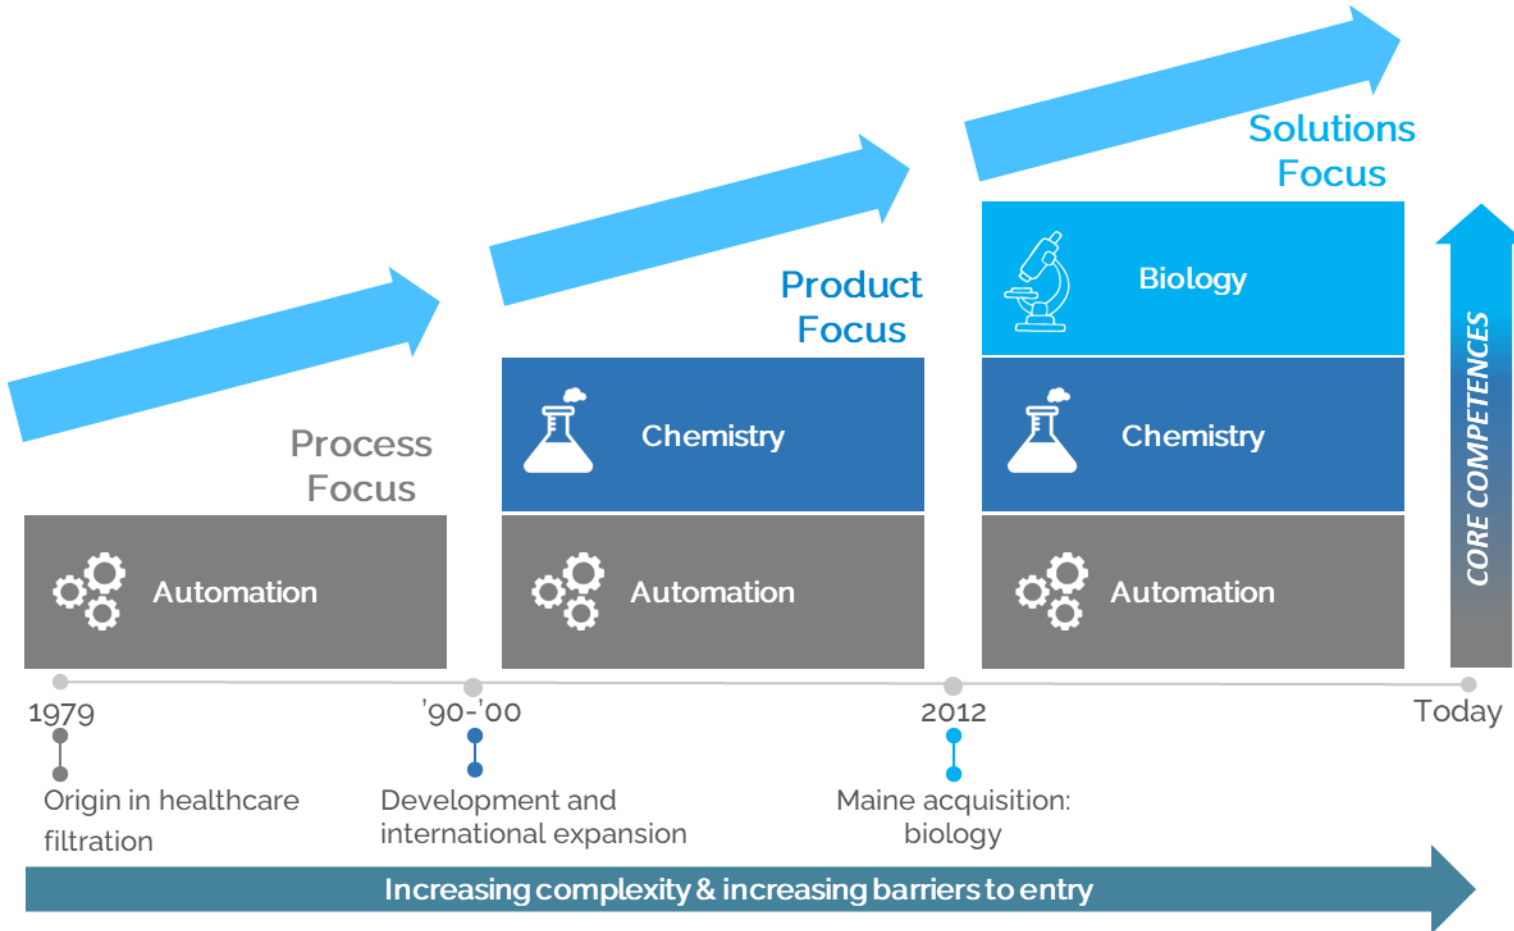 Solutions
Focus
Product
Focus
Process
Focus
Biology
Chemistry
Chemistry
Automation
Automation
Automation
CORE COMPETENCES
1979
’90-’00
2012
Today
Origin in healthcare
filtration
Development and
international expansion
Maine acquisition:
biology
Increasing complexity & increasing barriers to entry